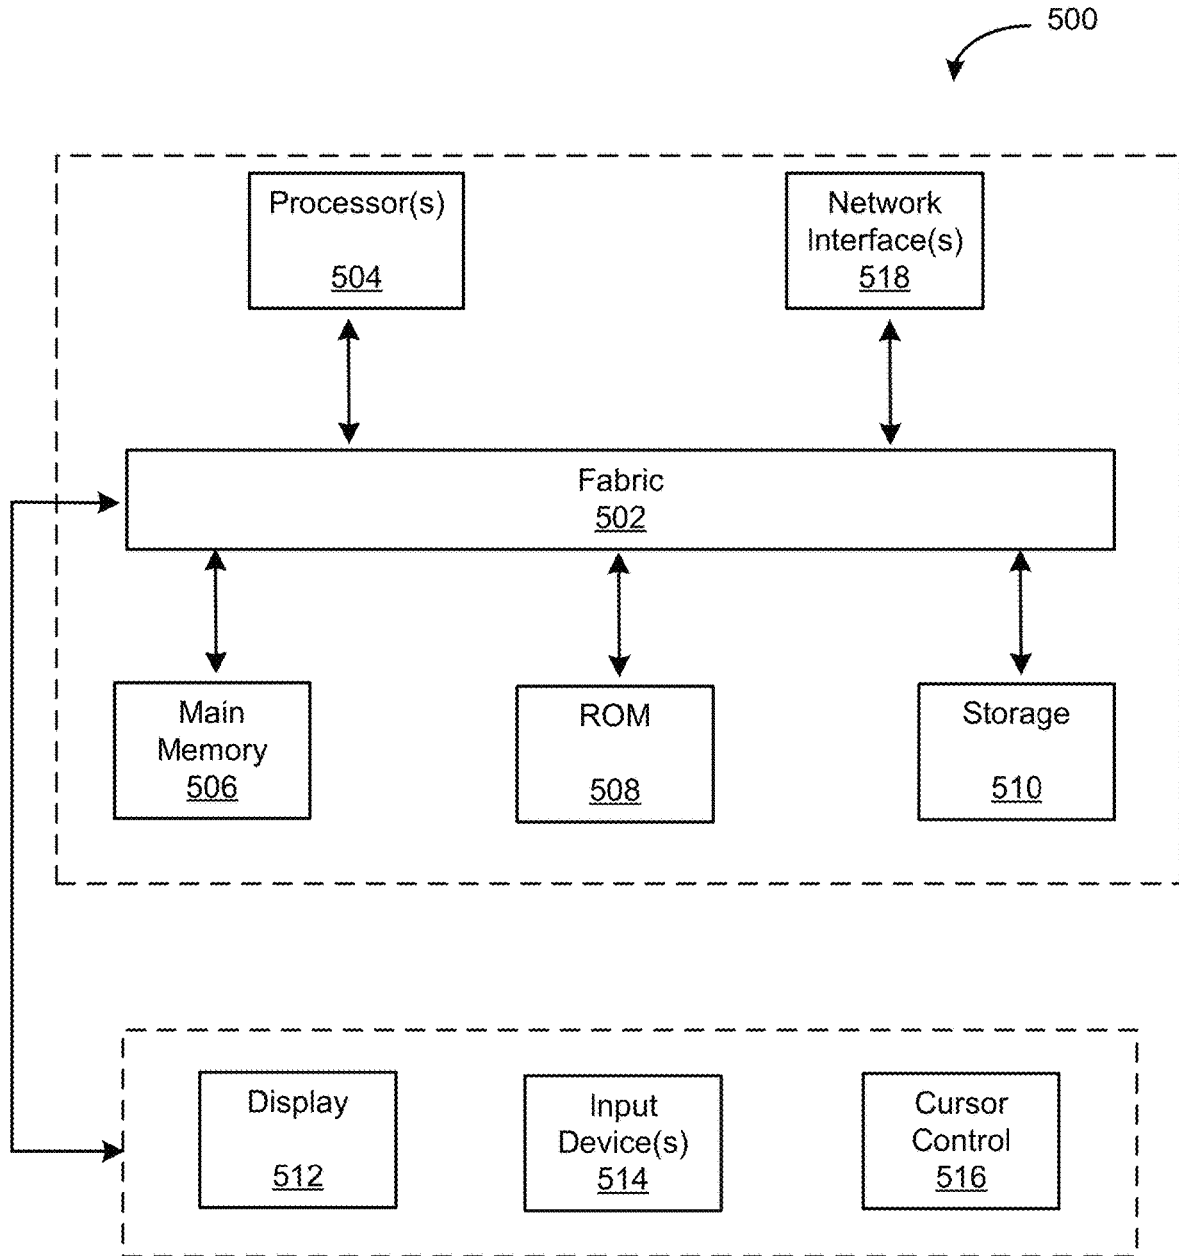 500
Processor(s)
504
Network
Interface(s)
518
Fabric
502
Main
Memory
506
ROM
508
Storage
510
Display
512
Input
Device(s)
514
Cursor
Control
516